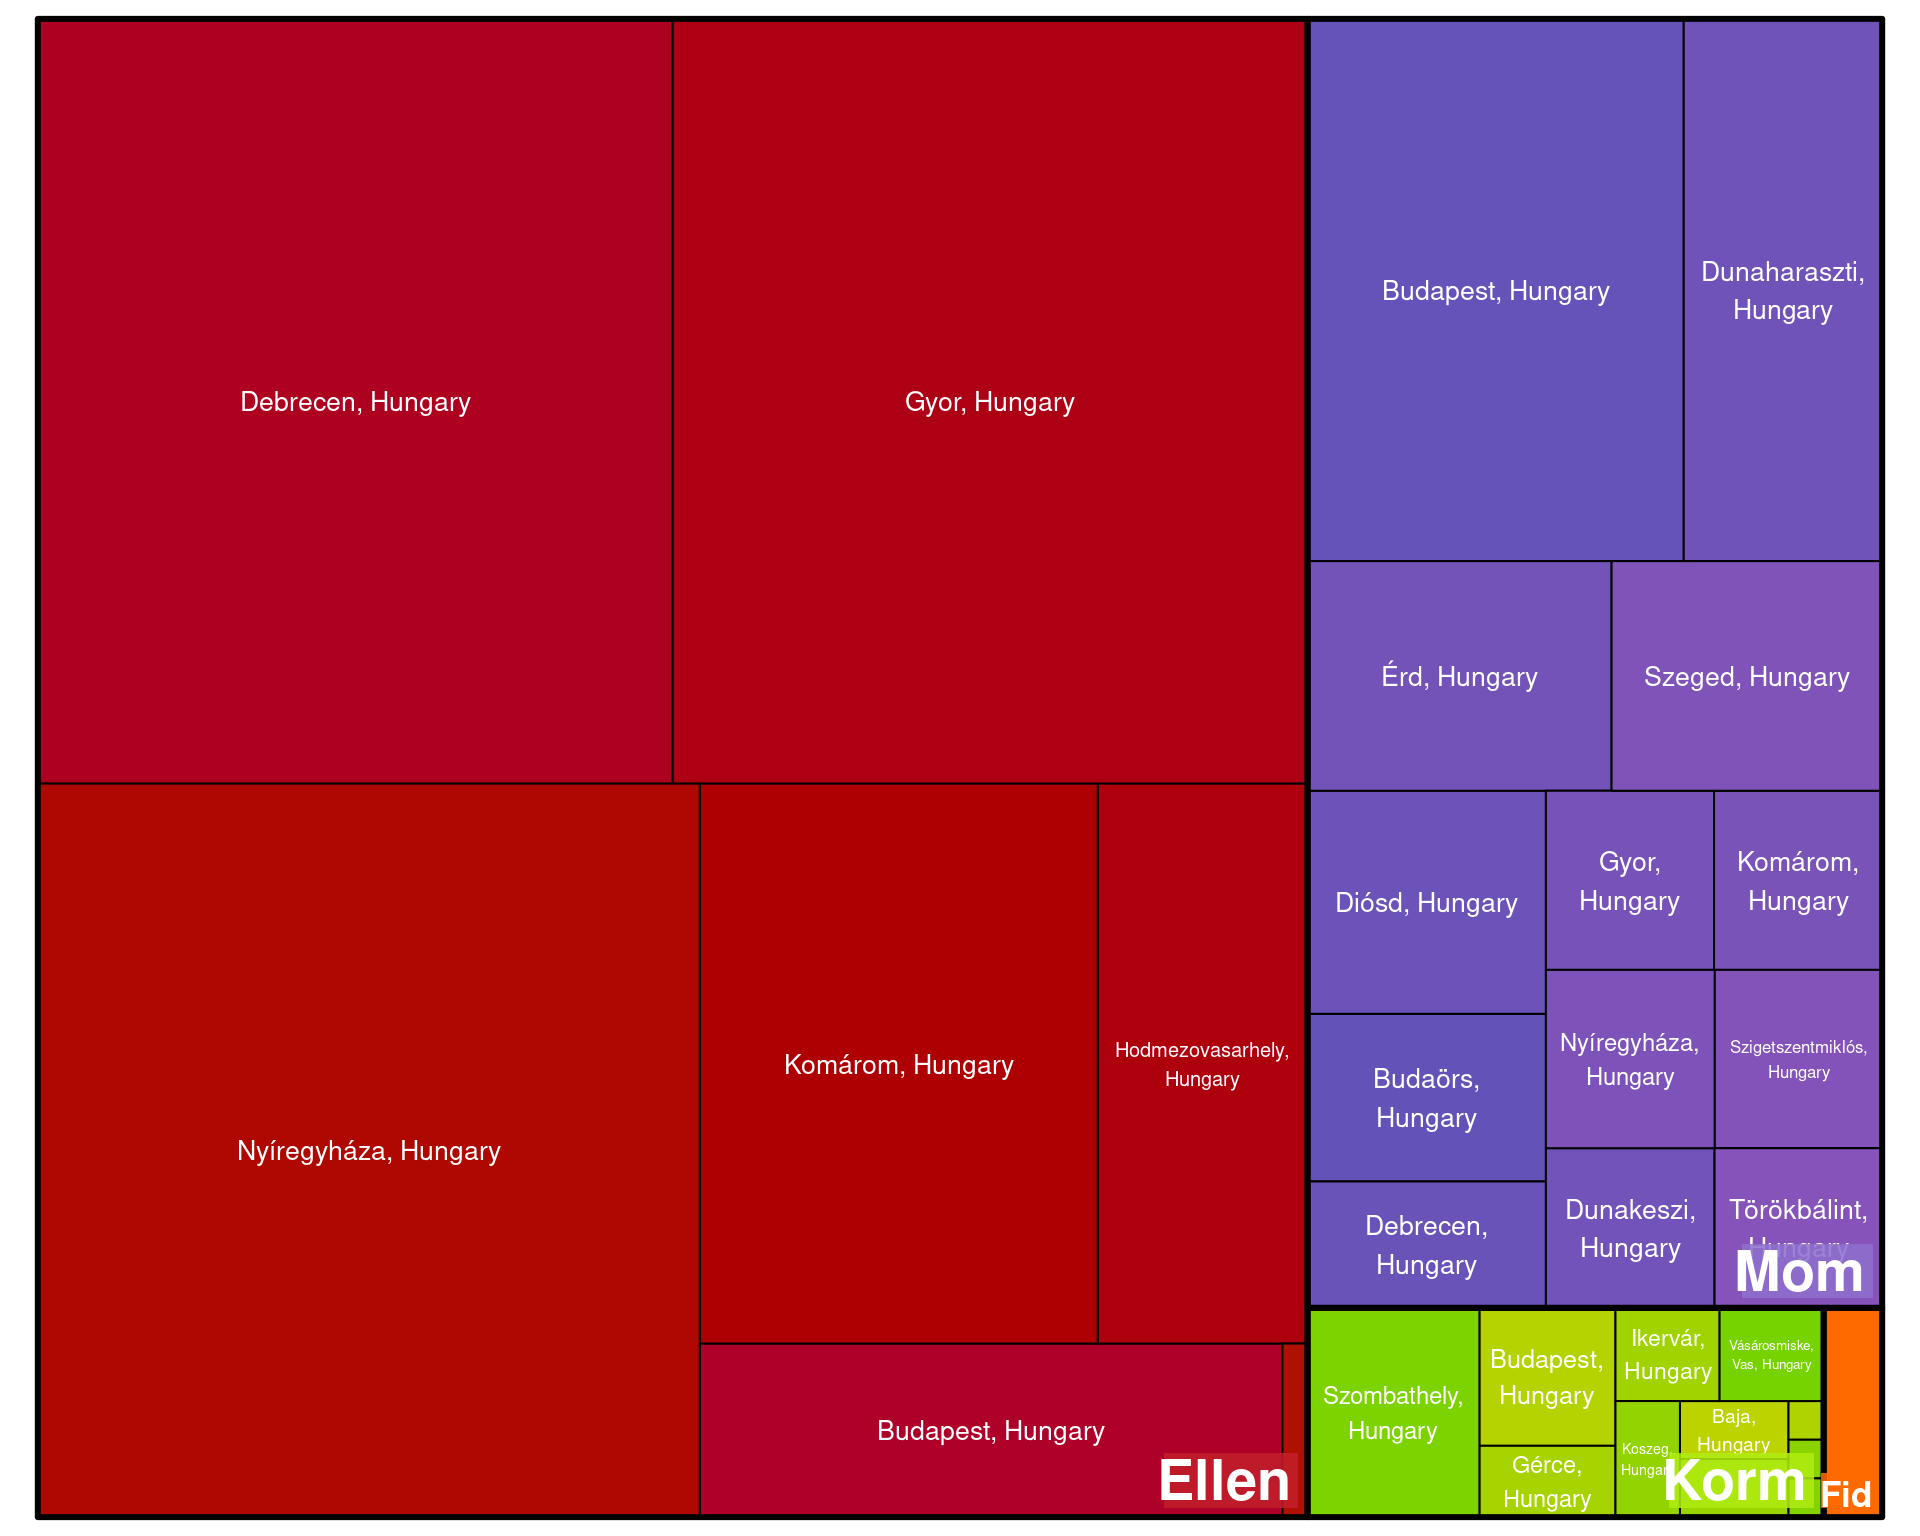 Debrecen, Hungary
Gyor, Hungary
Nyíregyháza, Hungary
Komárom, Hungary
Hodmezovasarhely,
Hungary
Budapest, Hungary
Ellen
Budapest, Hungary
Dunaharaszti,
Hungary
Érd, Hungary
Szeged, Hungary
Diósd, Hungary
Gyor,
Hungary
Komárom,
Hungary
Budaörs,
Hungary
Nyíregyháza,
Hungary
Szigetszentmiklós,
Hungary
Debrecen,
Hungary
Dunakeszi,
Hungary
Törökbálint,
Hungary
Mom
Szombathely,
Hungary
Budapest,
Hungary
Gérce,
Hungary
Ikervár,
Hungary
Vásárosmiske,
Vas, Hungary
Koszeg,
Hungary
Baja,
Hungary
Korm
Fid